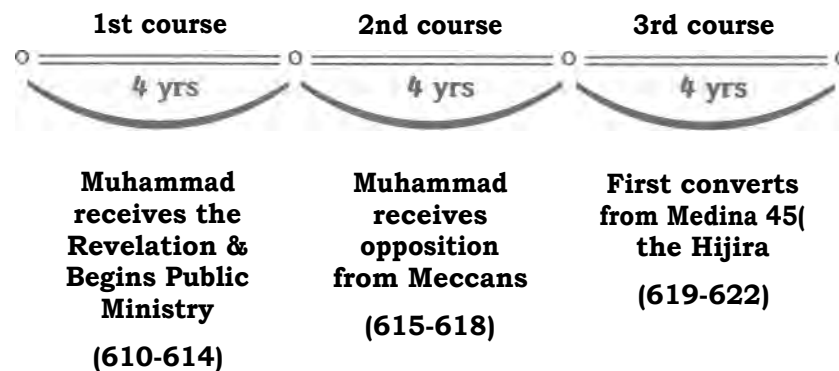 1st course
2nd course
3rd course
4 yrs
4 yrs
4 yrs
Muhammad
receives the
Revelation &
Begins Public
Ministry
(610-614)
Muhammad
receives
opposition
from Meccans
(615-618)
First converts
from Medina 45(
the Hijira
(619-622)